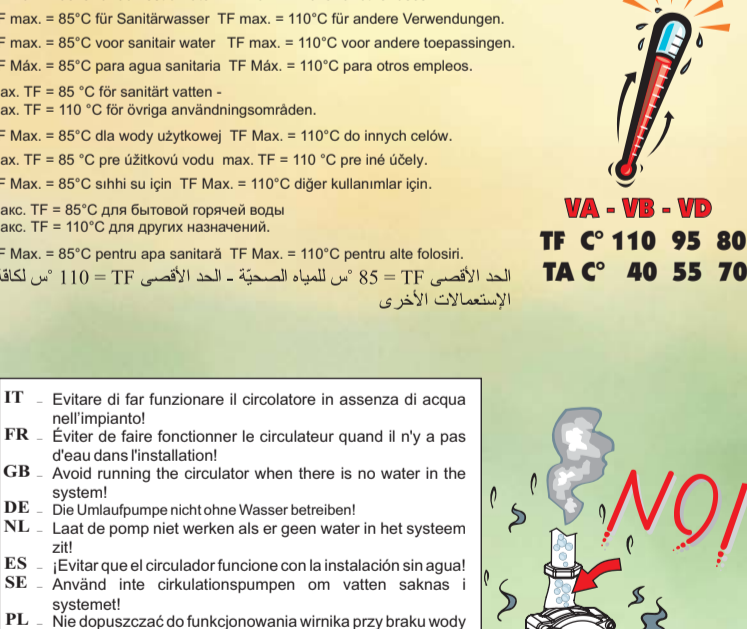 F max. = 85°C für Sanitärwasser TF max. = 110°C für andere Verwendungen.
F max. = 85°C voor sanitair water TF max. = 110°C voor andere toepassingen.
F Máx. = 85°C para agua sanitaria TF Máx. = 110°C para otros empleos.
ax. TF = 85 °C för sanitärt vatten -
ax. TF = 110 °C för övriga användningsområden.
F Max. = 85°C dla wody użytkowej TF Max. = 110°C do innych celów.
ax. TF = 85 °C pre úžitkovú vodu max. TF = 110 °C pre iné účely.
F Max. = 85°C sıhhi su için TF Max. = 110°C diğer kullanımlar için.
акс. TF = 85°C для бытовой горячей воды
акс. TF = 110°C для других назначений.
F Max. = 85°C pentru apa sanitară TF Max. = 110°C pentru alte folosiri.
الحد الأقصى TF = 85 °س للمياه الصحيّة - الحد الأقصى TF = 110 °س لكافة
الإستعمالات الأخرى
VA - VB - VD
TF C° 110 95 80
TA C° 40 55 70
IT – Evitare di far funzionare il circolatore in assenza di acqua
nell'impianto!
FR – Éviter de faire fonctionner le circulateur quand il n'y a pas
d'eau dans l'installation!
GB – Avoid running the circulator when there is no water in the
system!
DE – Die Umlaufpumpe nicht ohne Wasser betreiben!
NL – Laat de pomp niet werken als er geen water in het systeem
zit!
ES – ¡Evitar que el circulador funcione con la instalación sin agua!
SE – Använd inte cirkulationspumpen om vatten saknas i
systemet!
PL – Nie dopuszczać do funkcjonowania wirnika przy braku wody
NO!